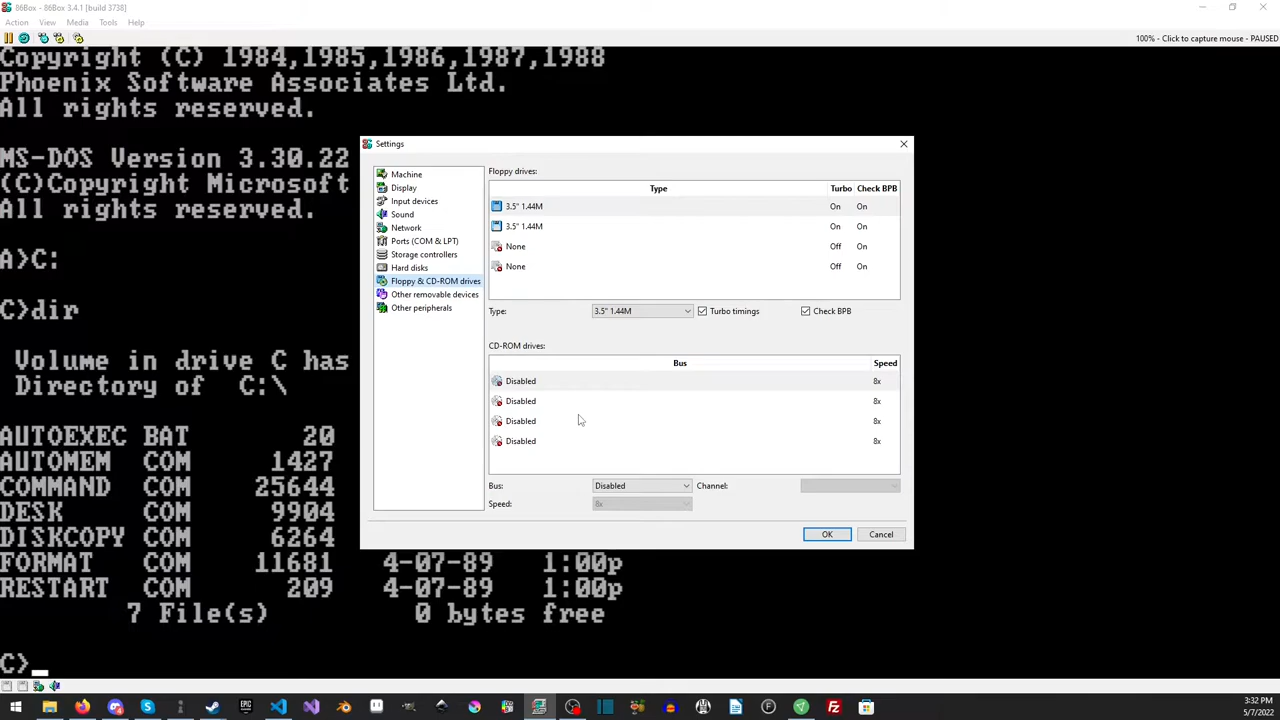 86Box - 86Box 3.4.1 [build 3738]
Action View Media Tools Help
100% - Click to capture mouse - PAUSED
Copyright (C) 1984,1985,1986,1987,1988
Phoenix Software Associates Ltd.
All rights reserved.
MS-DOS Version 3.30.22
(C)Copyright Microsoft
All rights reserved.
A>C:
C>dir
Volume in drive C has
Directory of C:\
AUTOEXEC BAT 20
AUTOMEM COM 1427
COMMAND COM 25644
DESK COM 9904
DISKCOPY COM 6264
FORMAT COM 11681 4-07-89 1:00p
RESTART COM 209 4-07-89 1:00p
7 File(s) 0 bytes free
C>
Settings
Machine
Display
Input devices
Sound
Network
Ports (COM & LPT)
Storage controllers
Hard disks
Floppy & CD-ROM drives
Other removable devices
Other peripherals
Floppy drives:
Type Turbo Check BPB
3.5" 1.44M On On
3.5" 1.44M On On
None Off On
None Off On
Type: 3.5" 1.44M Turbo timings Check BPB
CD-ROM drives:
Bus Speed
Disabled 8x
Disabled 8x
Disabled 8x
Disabled 8x
Bus: Disabled Channel:
Speed: 8x
OK Cancel
EPIC
3:32 PM
5/7/2022